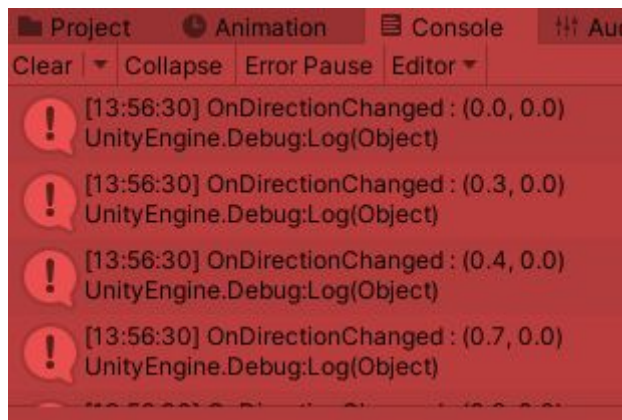 Project Animation Console Au
Clear Collapse Error Pause Editor
[13:56:30] OnDirectionChanged : (0.0, 0.0)
UnityEngine.Debug:Log(Object)
[13:56:30] OnDirectionChanged : (0.3, 0.0)
UnityEngine.Debug:Log(Object)
[13:56:30] OnDirectionChanged : (0.4, 0.0)
UnityEngine.Debug:Log(Object)
[13:56:30] OnDirectionChanged : (0.7, 0.0)
UnityEngine.Debug:Log(Object)